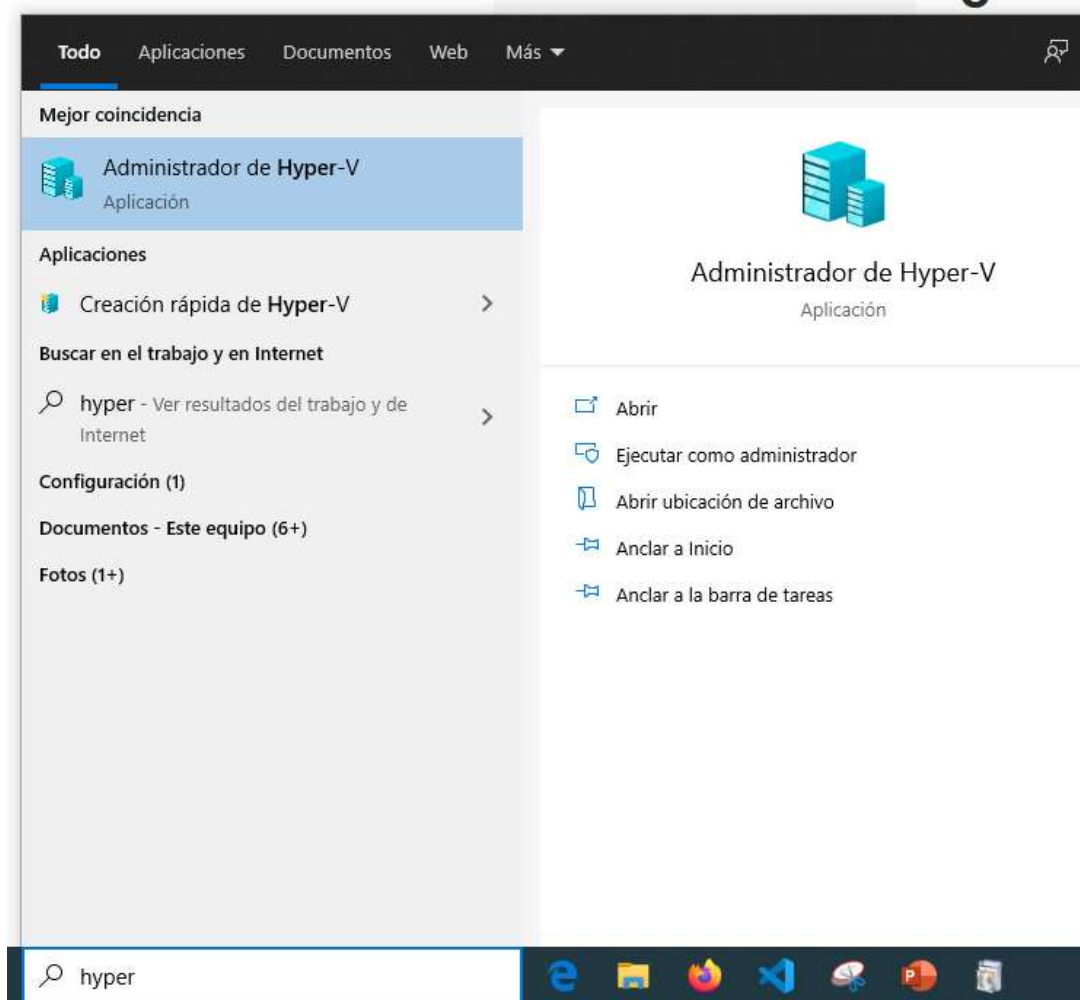 Todo Aplicaciones Documentos Web Más
Mejor coincidencia
Administrador de Hyper-V
Aplicación
Aplicaciones
Creación rápida de Hyper-V
Buscar en el trabajo y en Internet
hyper - Ver resultados del trabajo y de
Internet
Configuración (1)
Documentos - Este equipo (6+)
Fotos (1+)
Administrador de Hyper-V
Aplicación
Abrir
Ejecutar como administrador
Abrir ubicación de archivo
Anclar a Inicio
Anclar a la barra de tareas
hyper